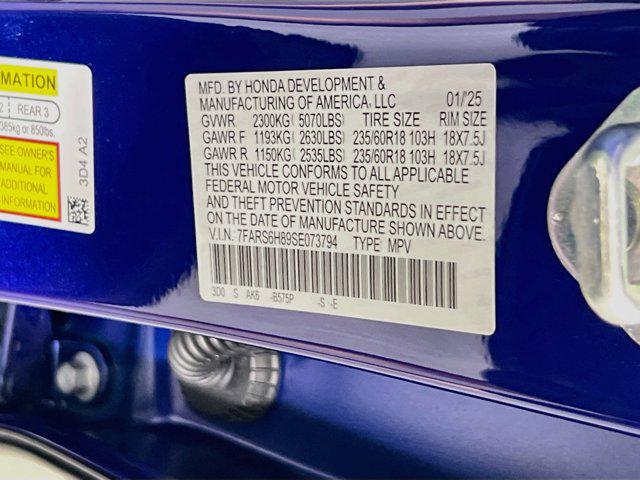 MATION
2 REAR 3
385kg or 850lbs.
SEE OWNER'S
MANUAL FOR
ADDITIONAL
INFORMATION
3D4 A2
MFD. BY HONDA DEVELOPMENT &
MANUFACTURING OF AMERICA, LLC 01/'25
GVWR 2300KG( 5070LBS) TIRE SIZE RIM SIZE
GAWR F 1193KG( 2630LBS) 235/60R18 103H 18X7.5J
GAWR R 1150KG( 2535LBS) 235/60R18 103H 18X7.5J
THIS VEHICLE CONFORMS TO ALL APPLICABLE
FEDERAL MOTOR VEHICLE SAFETY
AND THEFT PREVENTION STANDARDS IN EFFECT
ON THE DATE OF MANUFACTURE SHOWN ABOVE.
V.I.N.: 7FARS6H89SE073794 TYPE: MPV
3D0 S AK6 -B575P -S -E